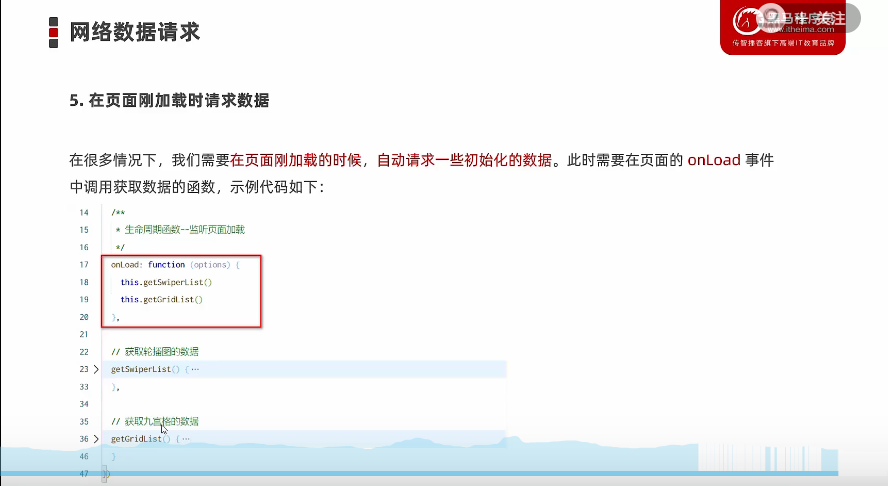 网络数据请求
+ 关注
www.itheima.com
传智播客旗下高端IT教育品牌
5. 在页面刚加载时请求数据
在很多情况下，我们需要在页面刚加载的时候，自动请求一些初始化的数据。此时需要在页面的 onLoad 事件
中调用获取数据的函数，示例代码如下：
14 /**
15 * 生命周期函数--监听页面加载
16 */
17 onLoad: function (options) {
18 this.getSwiperList()
19 this.getGridList()
20 },
21
22 // 获取轮播图的数据
23 getSwiperList() { ···
33 },
34
35 // 获取九宫格的数据
36 getGridList() { ···
46 }
47 })